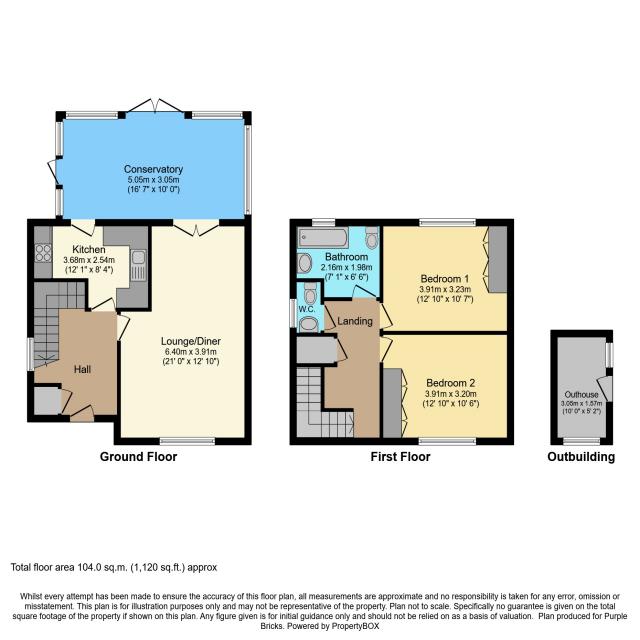 Conservatory
5.05m x 3.05m
(16' 7" x 10' 0")
Kitchen
3.68m x 2.54m
(12' 1" x 8' 4")
Lounge/Diner
6.40m x 3.91m
(21' 0" x 12' 10")
Hall
Ground Floor
Bathroom
2.16m x 1.98m
(7' 1" x 6' 6")
W.C.
Landing
Bedroom 1
3.91m x 3.23m
(12' 10" x 10' 7")
Bedroom 2
3.91m x 3.20m
(12' 10" x 10' 6")
First Floor
Outhouse
3.05m x 1.57m
(10' 0" x 5' 2")
Outbuilding
Total floor area 104.0 sq.m. (1,120 sq.ft.) approx
Whilst every attempt has been made to ensure the accuracy of this floor plan, all measurements are approximate and no responsibility is taken for any error, omission or
misstatement. This plan is for illustration purposes only and may not be representative of the property. Plan not to scale. Specifically no guarantee is given on the total
square footage of the property if shown on this plan. Any figure given is for initial guidance only and should not be relied on as a basis of valuation. Plan produced for Purple
Bricks. Powered by PropertyBOX